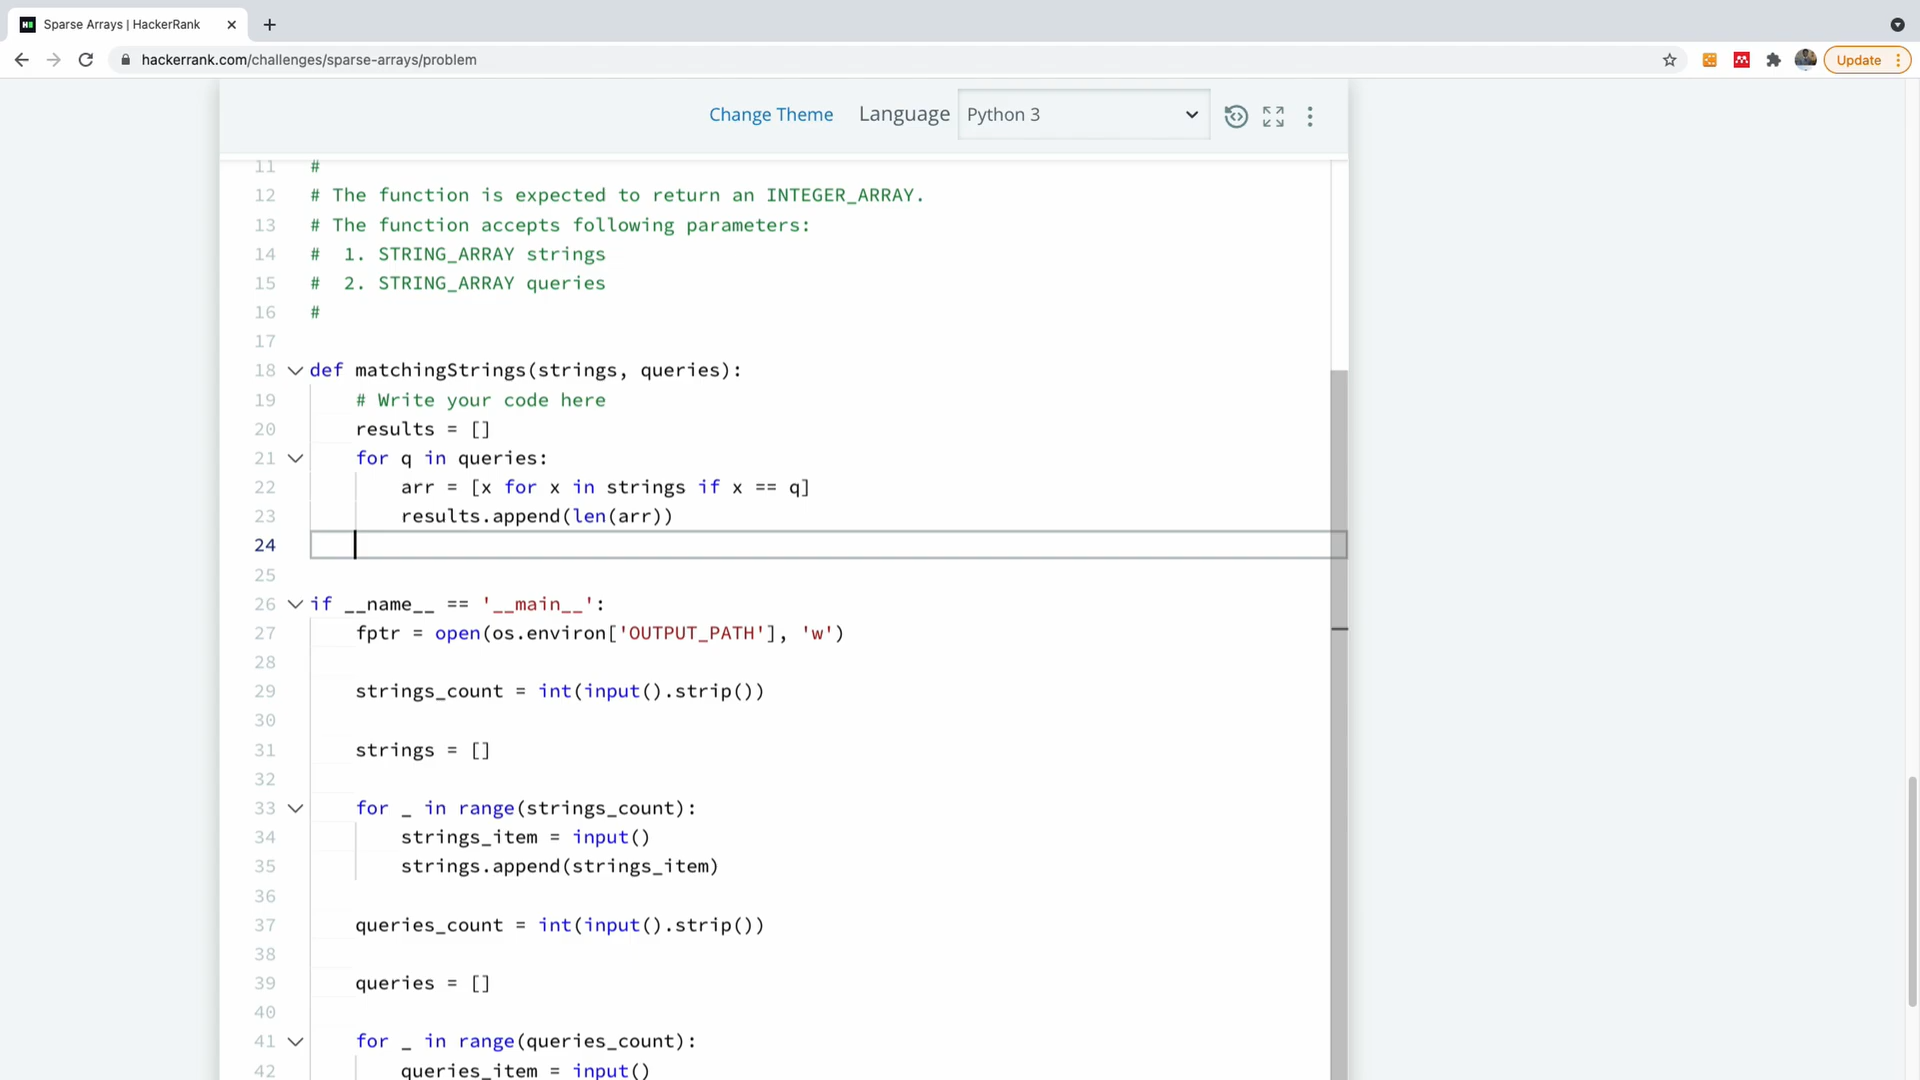 Sparse Arrays | HackerRank
hackerrank.com/challenges/sparse-arrays/problem
Update
Change Theme Language Python 3
11 #
12 # The function is expected to return an INTEGER_ARRAY.
13 # The function accepts following parameters:
14 #  1. STRING_ARRAY strings
15 #  2. STRING_ARRAY queries
16 #
17
18 def matchingStrings(strings, queries):
19     # Write your code here
20     results = []
21     for q in queries:
22         arr = [x for x in strings if x == q]
23         results.append(len(arr))
24
25
26 if __name__ == '__main__':
27     fptr = open(os.environ['OUTPUT_PATH'], 'w')
28
29     strings_count = int(input().strip())
30
31     strings = []
32
33     for _ in range(strings_count):
34         strings_item = input()
35         strings.append(strings_item)
36
37     queries_count = int(input().strip())
38
39     queries = []
40
41     for _ in range(queries_count):
42         queries_item = input()